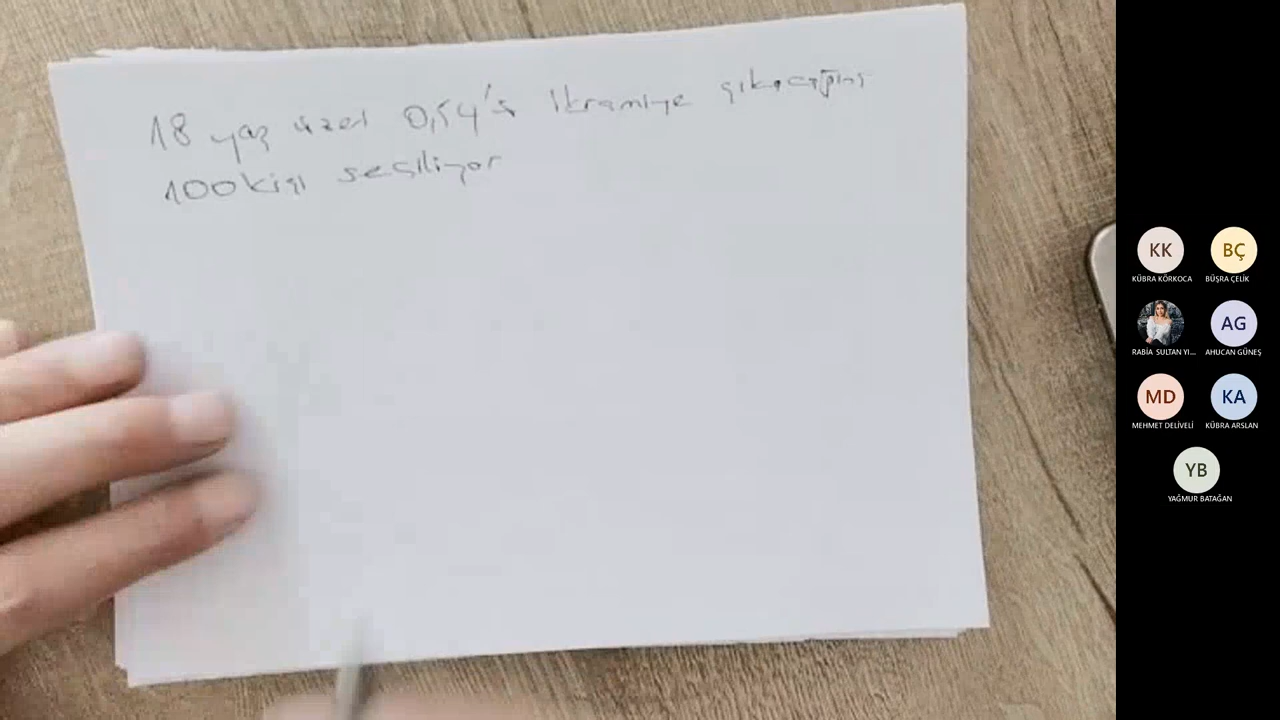 18 yaş üzeri 0,54'ü ikramiye çıkacağını
100 kişi seçiliyor
KK
BÇ
KÜBRA KÖRKOCA
BÜŞRA ÇELİK
AG
RABİA SULTAN YI...
AHUCAN GÜNEŞ
MD
KA
MEHMET DELİVELİ
KÜBRA ARSLAN
YB
YAĞMUR BATAĞAN